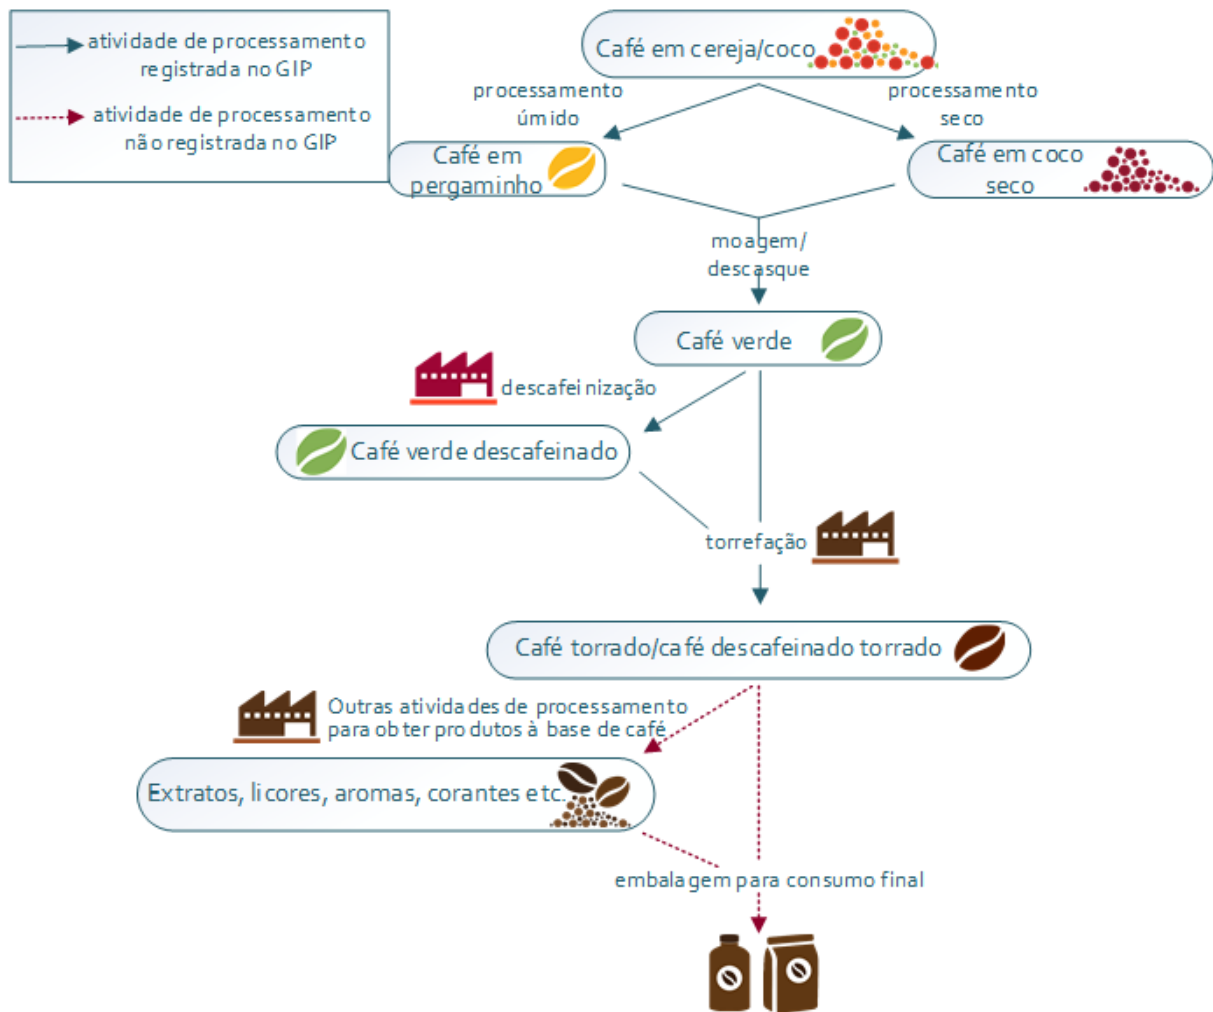 atividade de processamento
registrada no GIP
atividade de processamento
não registrada no GIP
Café em cereja/coco
processamento
úmido
processamento
seco
Café em
pergaminho
Café em coco
seco
moagem/
descasque
Café verde
descafeinização
Café verde descafeinado
torrefação
Café torrado/café descafeinado torrado
Outras atividades de processamento
para obter produtos à base de café
Extratos, licores, aromas, corantes etc.
embalagem para consumo final